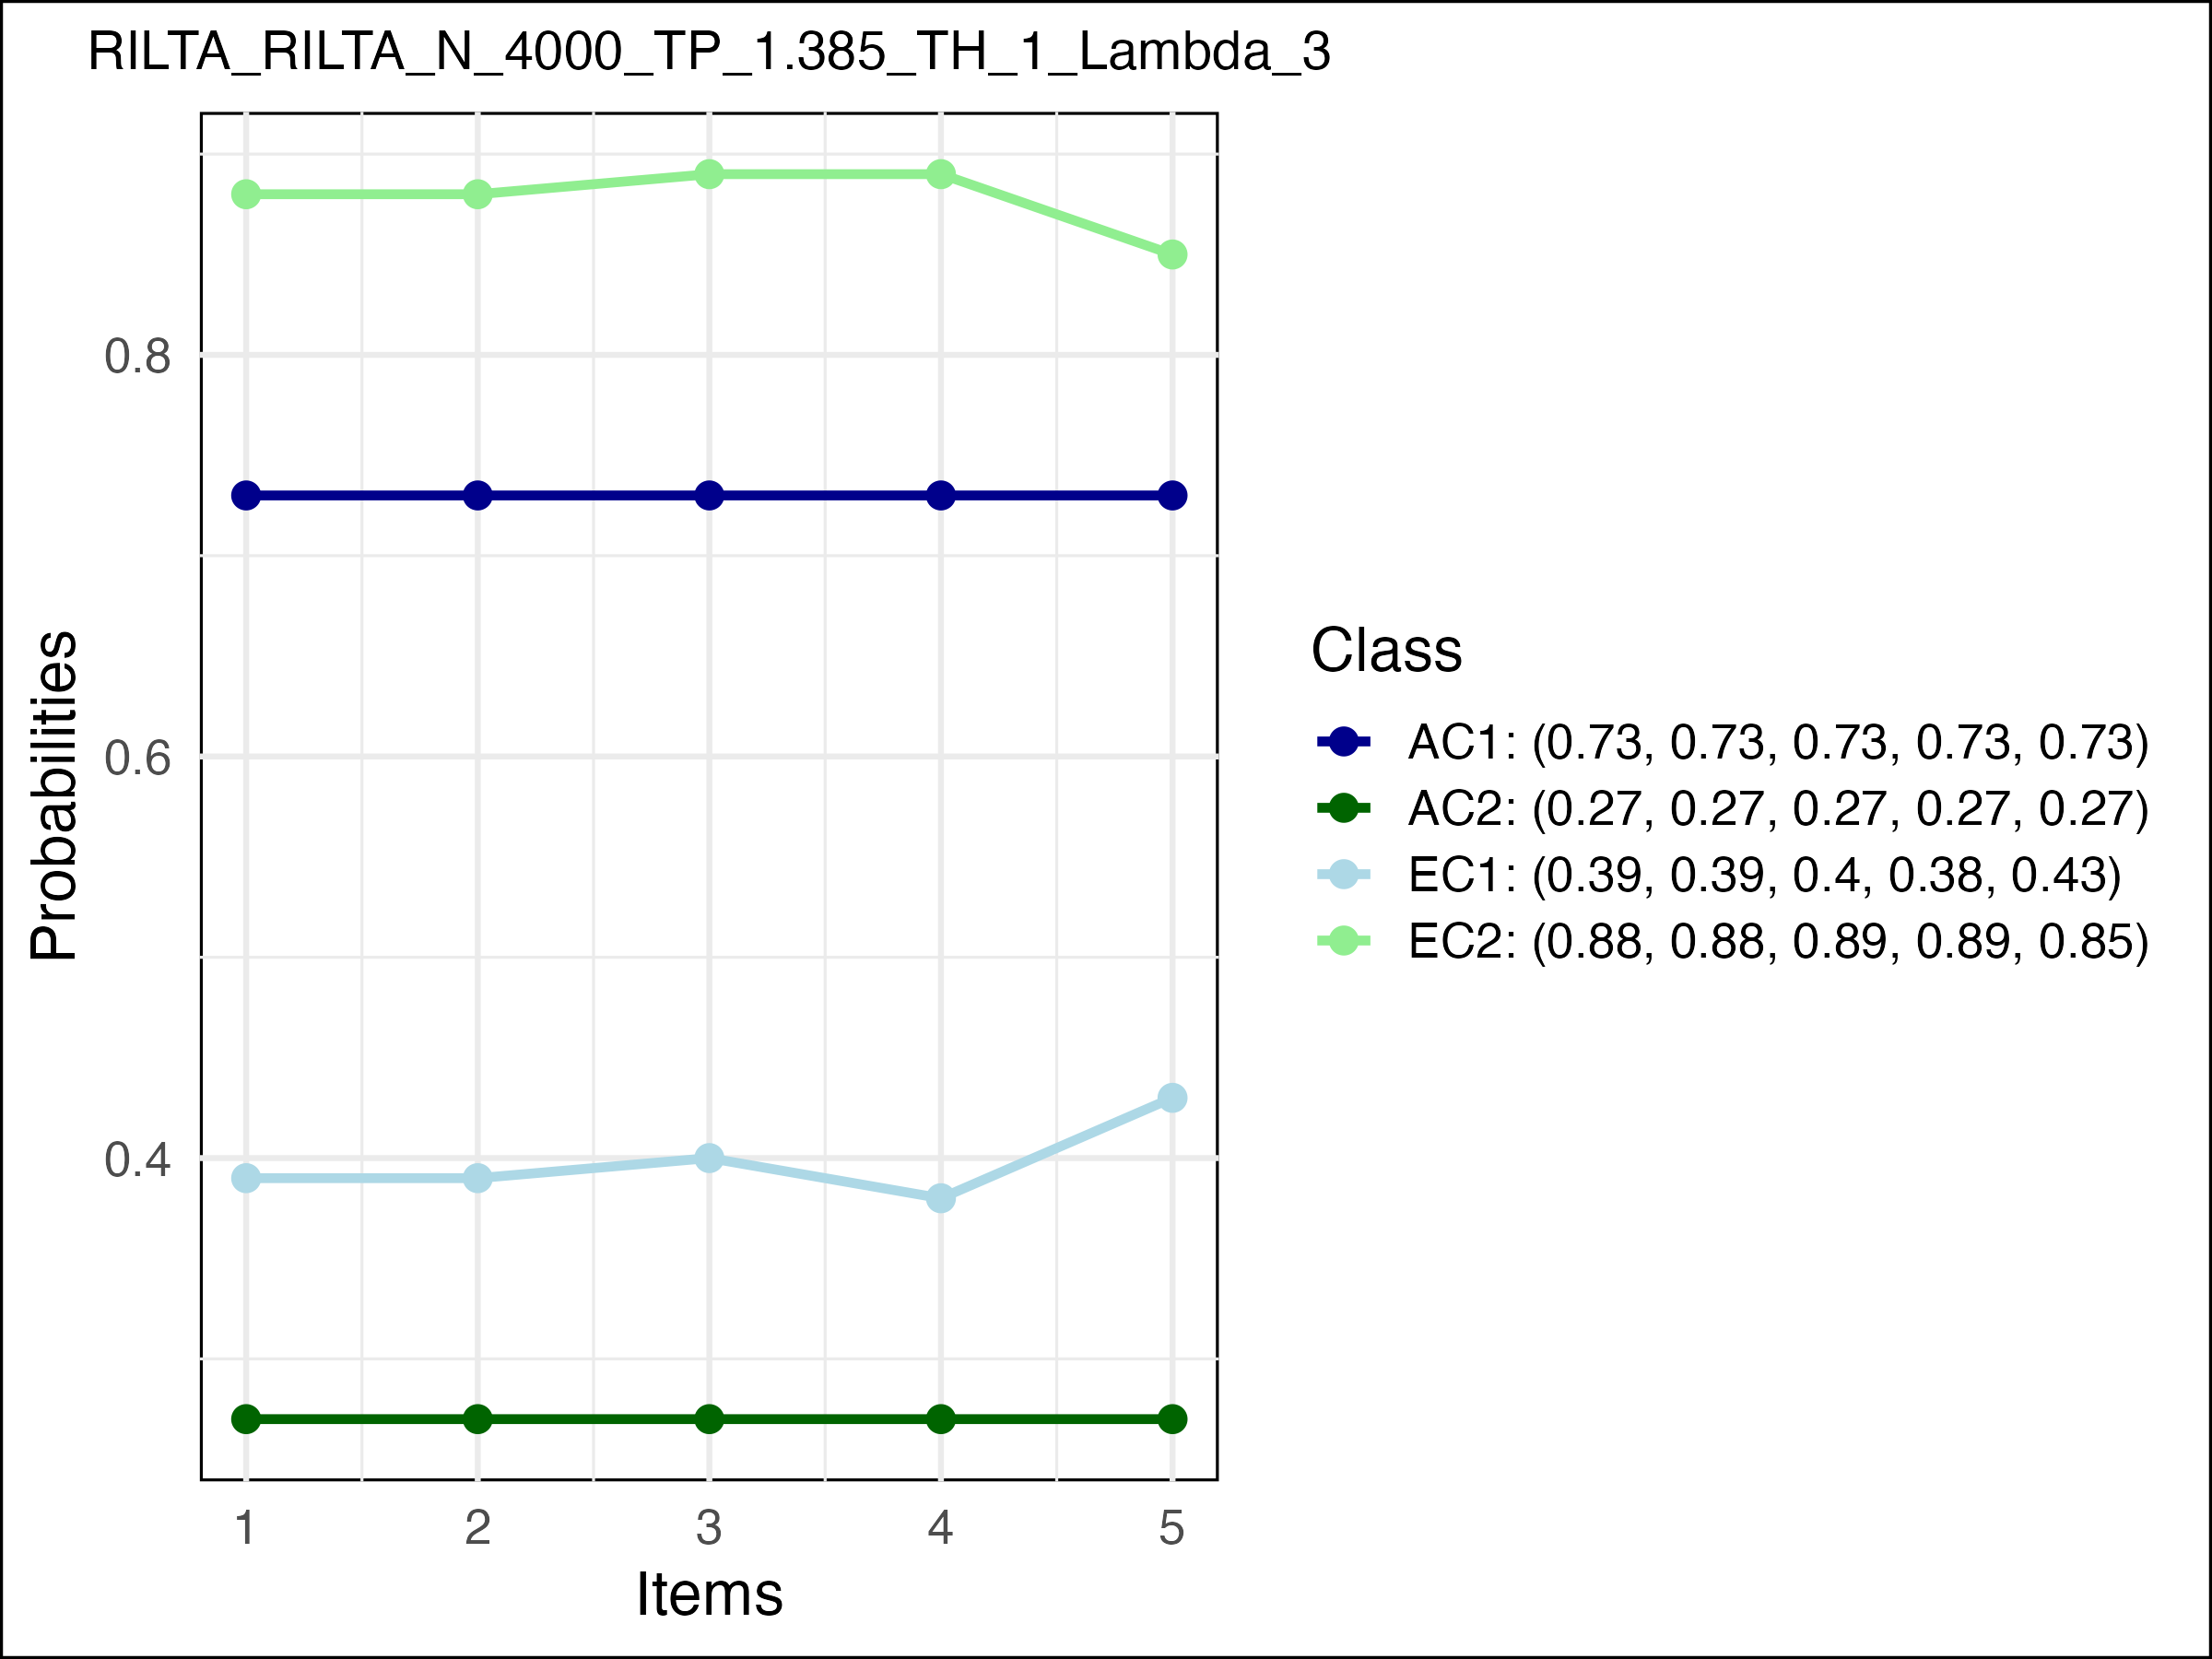 RILTA_RILTA_N_4000_TP_1.385_TH_1_Lambda_3
0.8
0.6
0.4
Probabilities
1 2 3 4 5
Items
Class
AC1: (0.73, 0.73, 0.73, 0.73, 0.73)
AC2: (0.27, 0.27, 0.27, 0.27, 0.27)
EC1: (0.39, 0.39, 0.4, 0.38, 0.43)
EC2: (0.88, 0.88, 0.89, 0.89, 0.85)